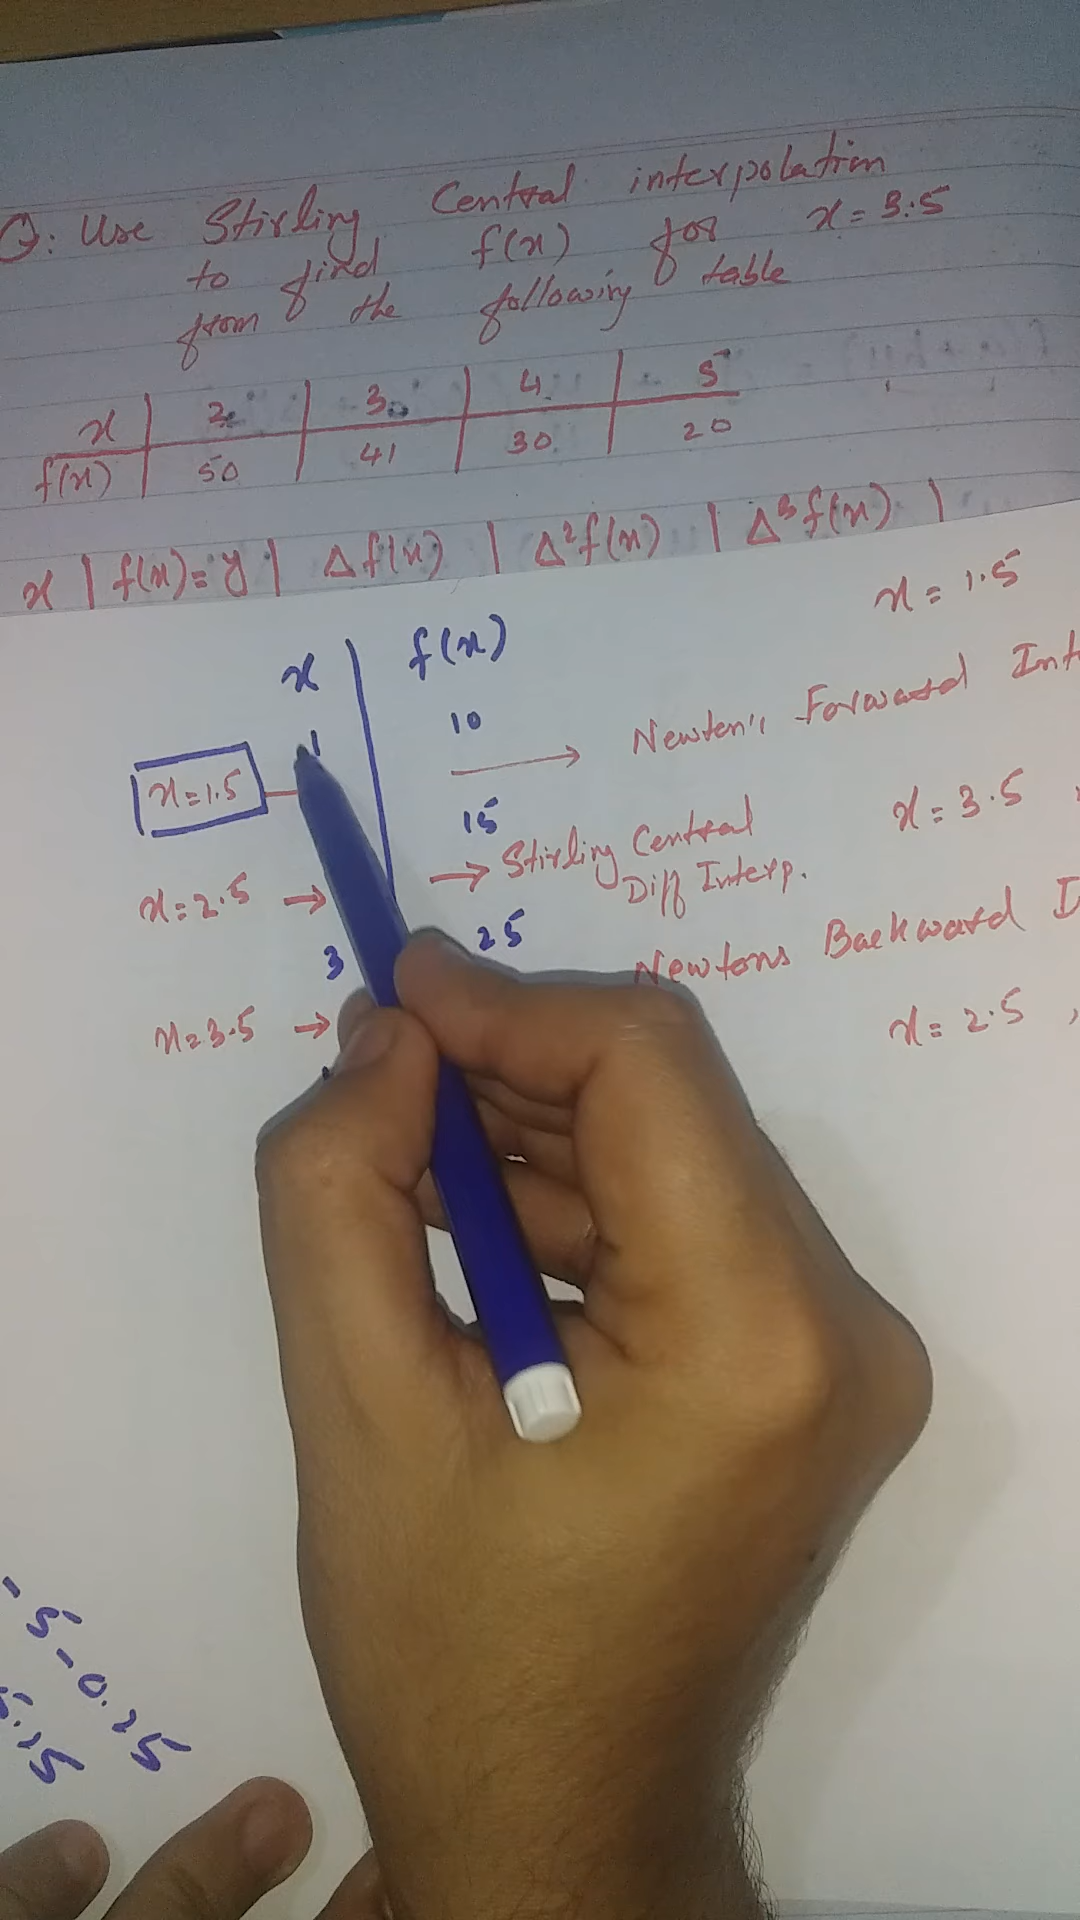 Q: Use Stirling Central interpolation
to find f(x) for x = 3.5
from the following table
x | 2 | 3 | 4 | 5
f(x) | 50 | 41 | 30 | 20
x | f(x) = y | Δf(x) | Δ²f(x) | Δ³f(x) |
x = 1.5
x | f(x)
1 10
Newton's Forward
x = 1.5
15
x = 3.5
x = 2.5 → → Stirling Central
Diff Interp.
3 25
Newtons Backward
x = 3.5 →
x = 2.5 ,
- 5 - 0.25
.25